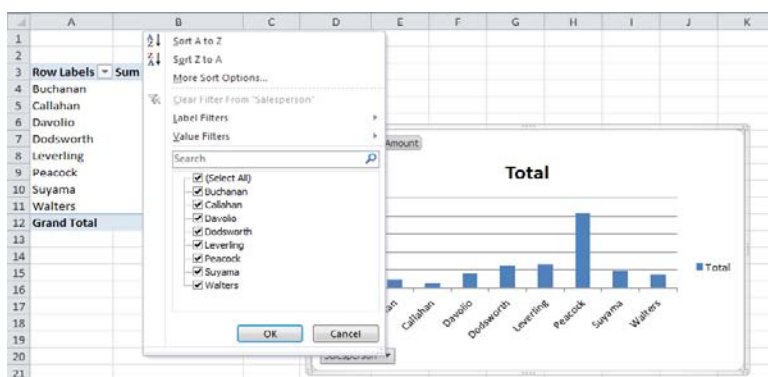 A B C D E F G H I J K
1
2
3 Row Labels Sum
4 Buchanan
5 Callahan
6 Davolio
7 Dodsworth
8 Leverling
9 Peacock
10 Suyama
11 Walters
12 Grand Total
13
14
15
16
17
18
19
20
21
Sort A to Z
Sort Z to A
More Sort Options...
Clear Filter From "Salesperson"
Label Filters
Value Filters
Search
(Select All)
Buchanan
Callahan
Davolio
Dodsworth
Leverling
Peacock
Suyama
Walters
OK Cancel
Amount
Total
Total
Callahan Davolio Dodsworth Leverling Peacock Suyama Walters
Salesperson